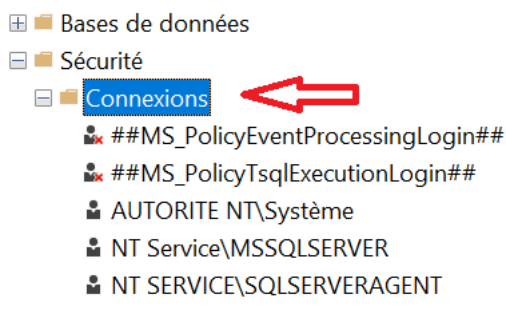 Bases de données
Sécurité
Connexions
##MS_PolicyEventProcessingLogin##
##MS_PolicyTsqlExecutionLogin##
AUTORITE NT\Système
NT Service\MSSQLSERVER
NT SERVICE\SQLSERVERAGENT